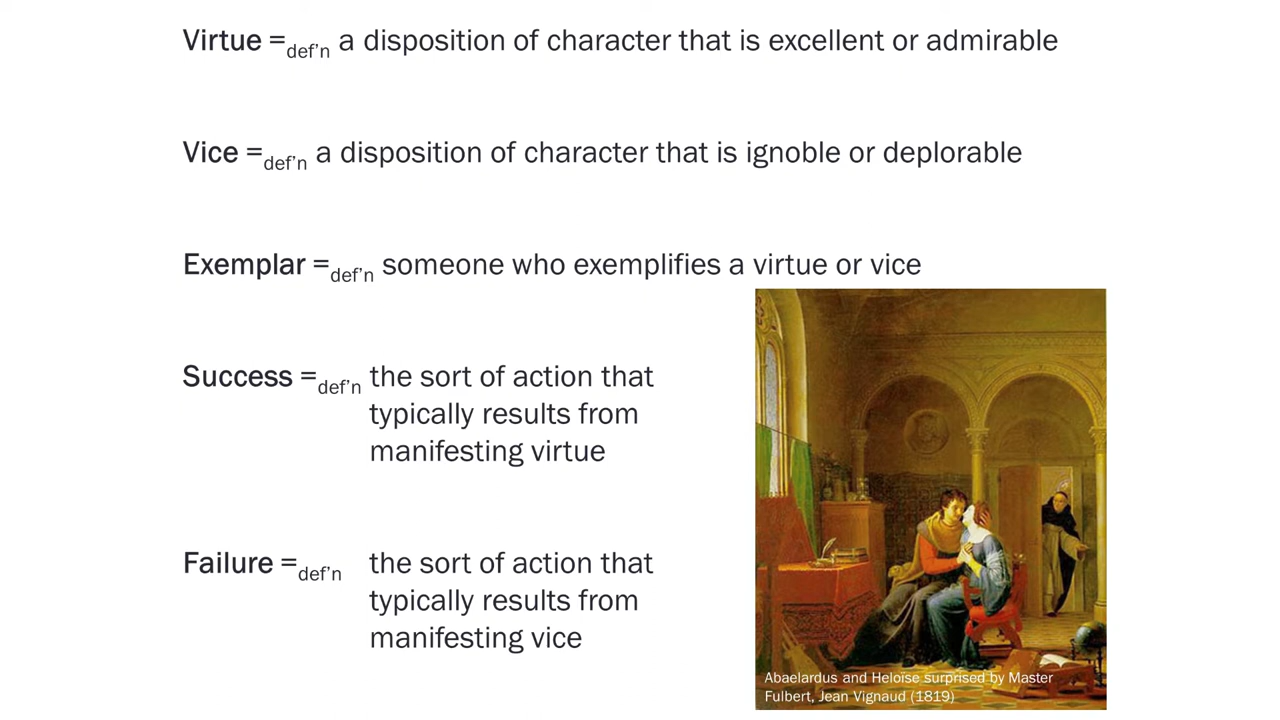 Virtue =def’n a disposition of character that is excellent or admirable
Vice =def’n a disposition of character that is ignoble or deplorable
Exemplar =def’n someone who exemplifies a virtue or vice
Success =def’n the sort of action that
typically results from
manifesting virtue
Failure =def’n the sort of action that
typically results from
manifesting vice
Abaelardus and Heloïse surprised by Master
Fulbert, Jean Vignaud (1819)